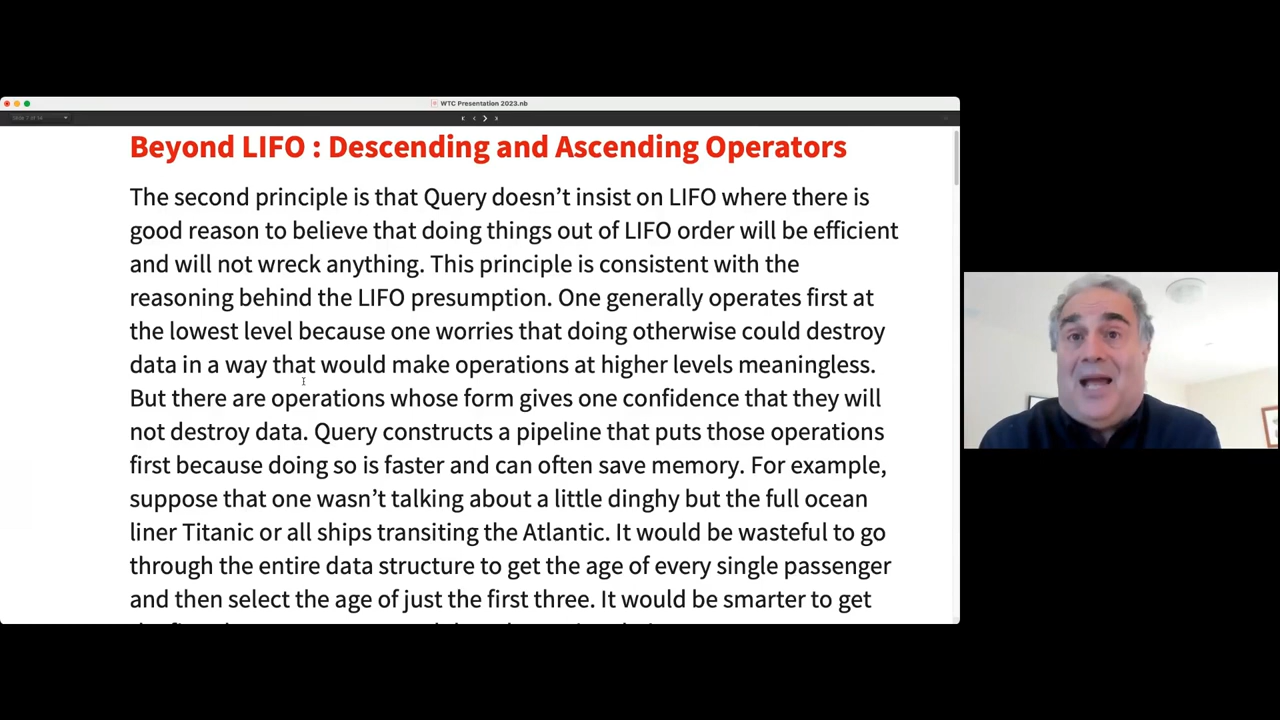 WTC Presentation 2023.nb
Slide 7 of 14
Beyond LIFO : Descending and Ascending Operators
The second principle is that Query doesn’t insist on LIFO where there is
good reason to believe that doing things out of LIFO order will be efficient
and will not wreck anything. This principle is consistent with the
reasoning behind the LIFO presumption. One generally operates first at
the lowest level because one worries that doing otherwise could destroy
data in a way that would make operations at higher levels meaningless.
But there are operations whose form gives one confidence that they will
not destroy data. Query constructs a pipeline that puts those operations
first because doing so is faster and can often save memory. For example,
suppose that one wasn’t talking about a little dinghy but the full ocean
liner Titanic or all ships transiting the Atlantic. It would be wasteful to go
through the entire data structure to get the age of every single passenger
and then select the age of just the first three. It would be smarter to get